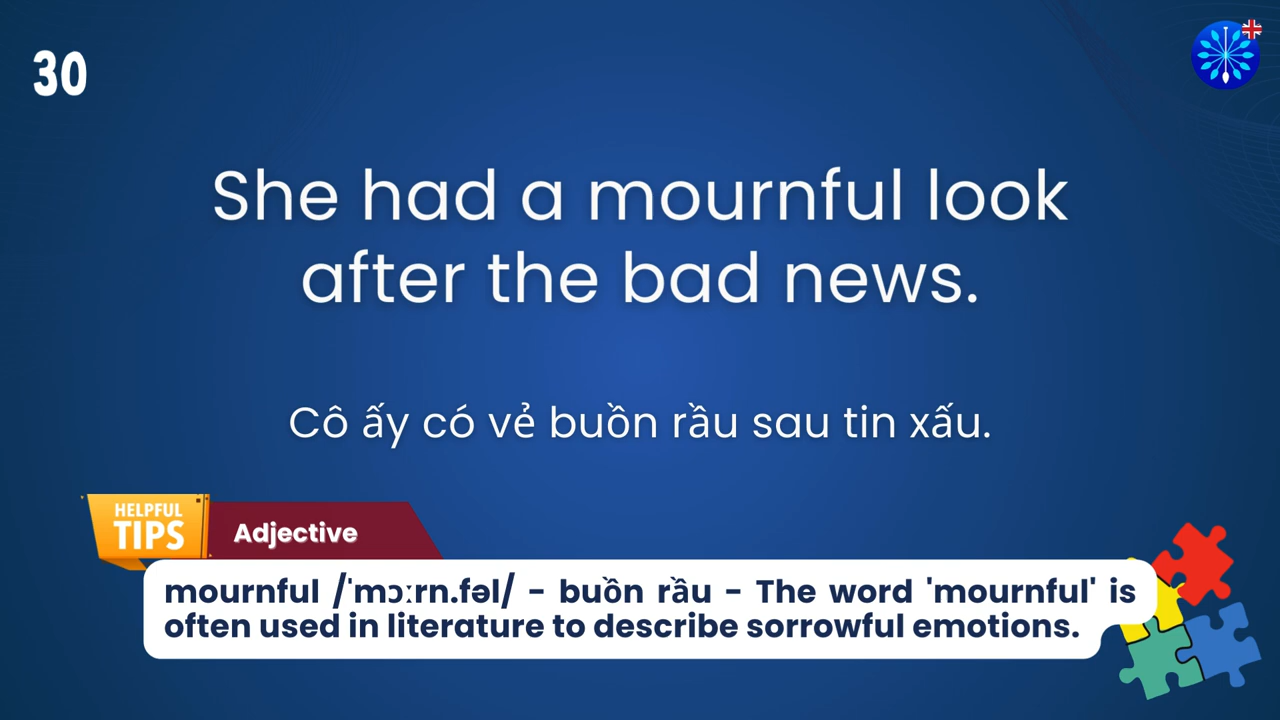 30
She had a mournful look
after the bad news.
Cô ấy có vẻ buồn rầu sau tin xấu.
HELPFUL
TIPS
Adjective
mournful /ˈmɔːrn.fəl/ - buồn rầu - The word 'mournful' is
often used in literature to describe sorrowful emotions.